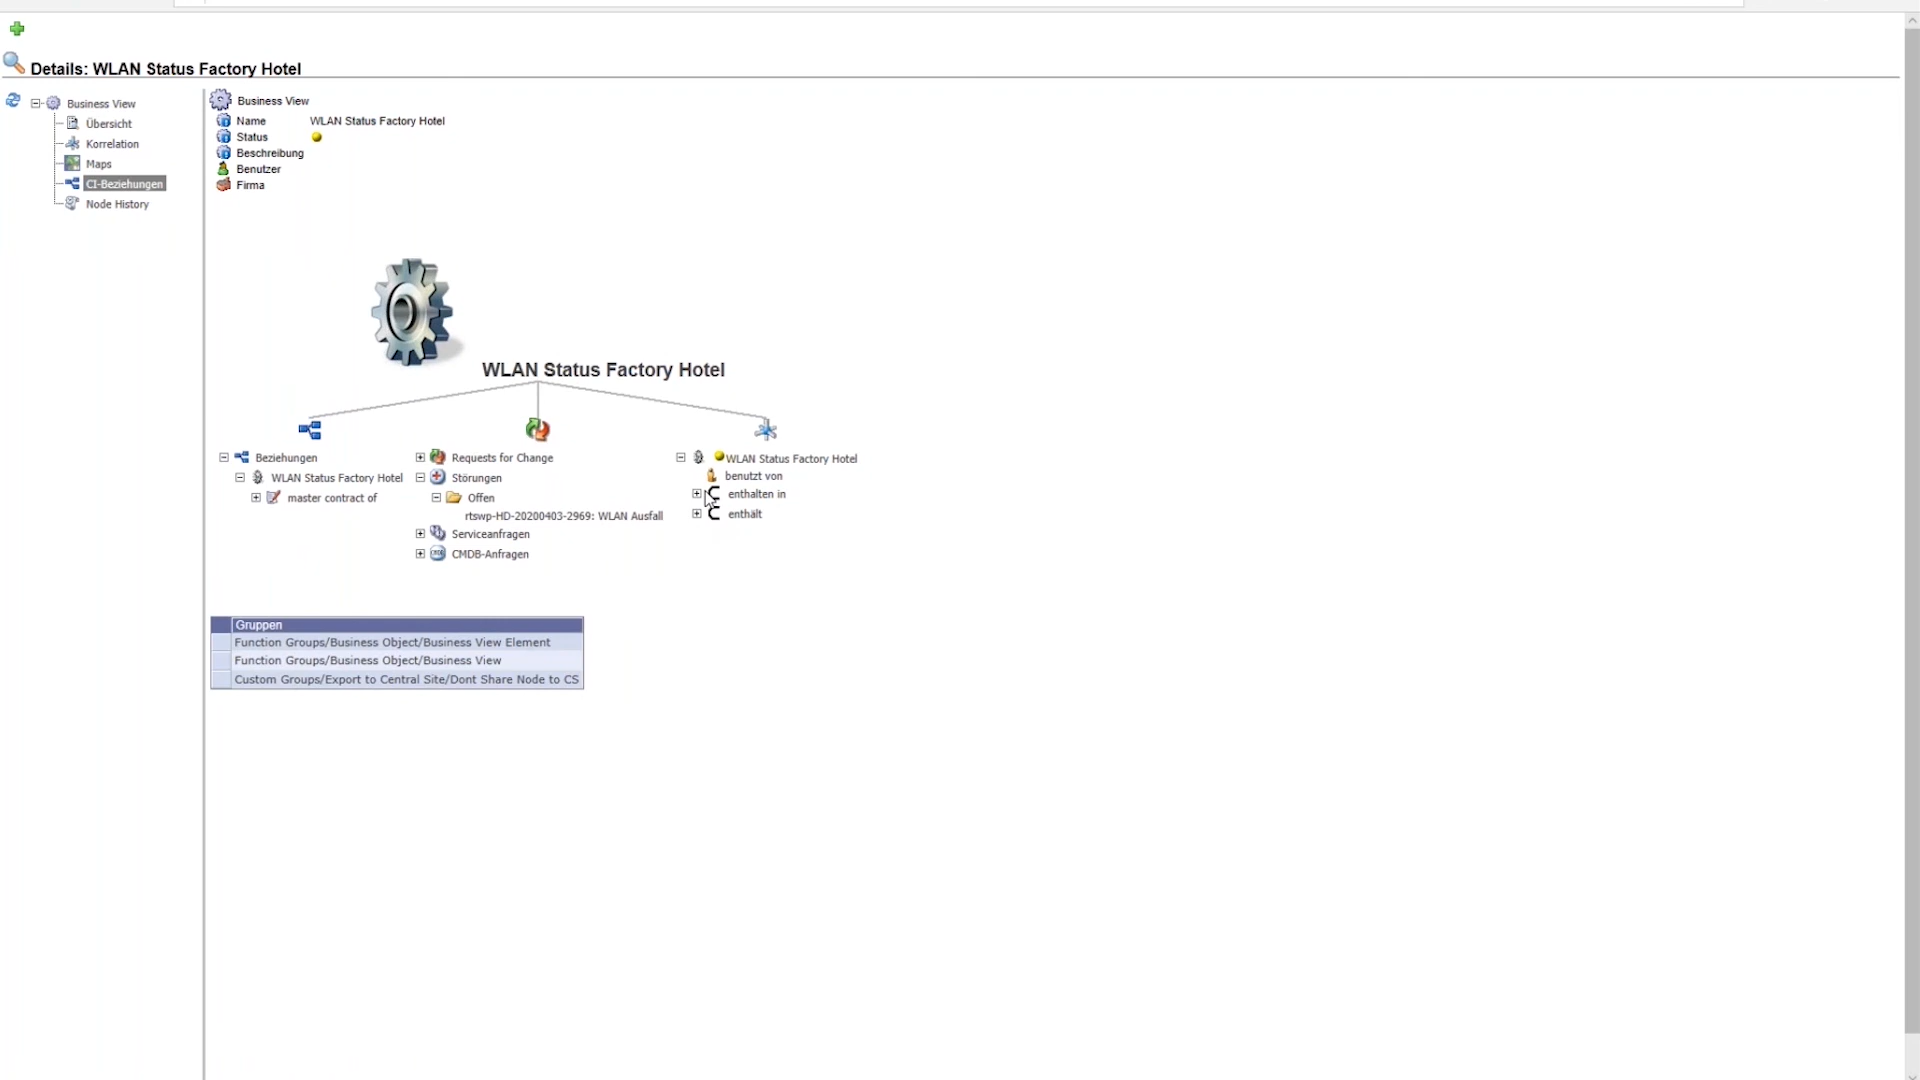 Details: WLAN Status Factory Hotel
Business View
Übersicht
Korrelation
Maps
CI-Beziehungen
Node History
Business View
Name WLAN Status Factory Hotel
Status
Beschreibung
Benutzer
Firma
WLAN Status Factory Hotel
Beziehungen
WLAN Status Factory Hotel
master contract of
Requests for Change
Störungen
Offen
rtswp-HD-20200403-2969: WLAN Ausfall
Serviceanfragen
CMDB-Anfragen
WLAN Status Factory Hotel
benutzt von
enthalten in
enthält
Gruppen
Function Groups/Business Object/Business View Element
Function Groups/Business Object/Business View
Custom Groups/Export to Central Site/Dont Share Node to CS